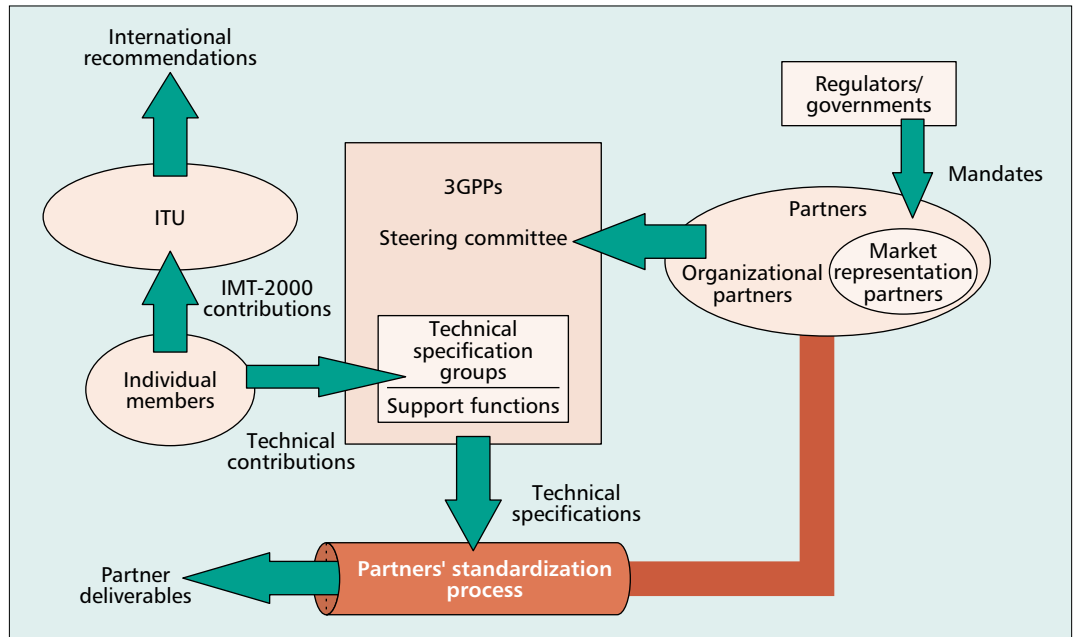 International
recommendations
Regulators/
governments
3GPPs
Mandates
ITU
Partners
Steering committee
Market
representation
partners
Organizational
partners
IMT-2000
contributions
Technical
specification
groups
Support functions
Individual
members
Technical
contributions
Technical
specifications
Partners' standardization
process
Partner
deliverables